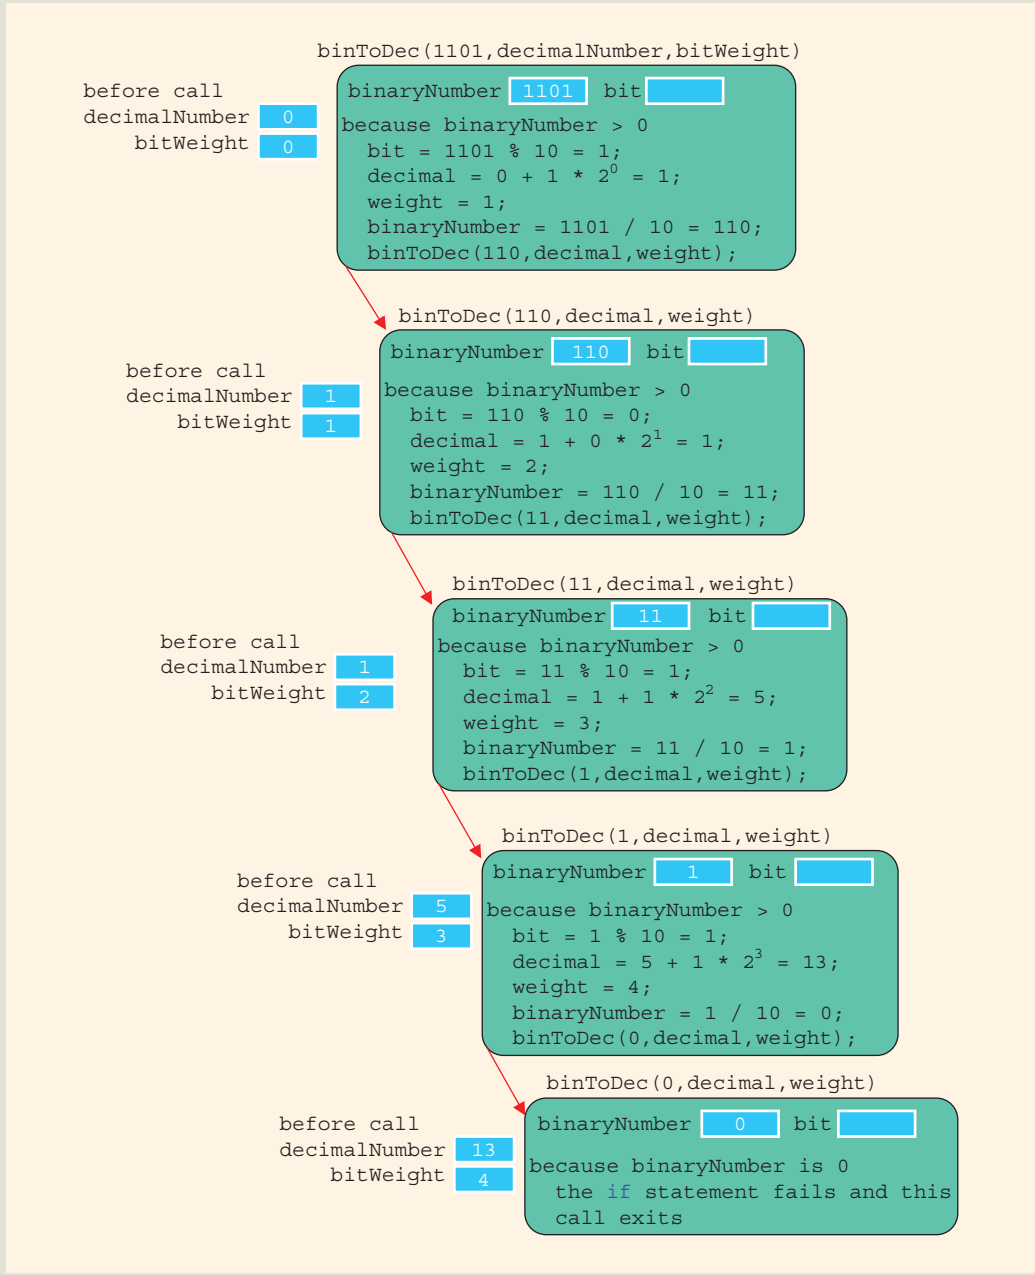 binToDec(1101,decimalNumber,bitWeight)
before call
decimalNumber 0
bitWeight 0
binaryNumber 1101 bit
because binaryNumber > 0
bit = 1101 % 10 = 1;
decimal = 0 + 1 * 2^0 = 1;
weight = 1;
binaryNumber = 1101 / 10 = 110;
binToDec(110,decimal,weight);
binToDec(110,decimal,weight)
before call
decimalNumber 1
bitWeight 1
binaryNumber 110 bit
because binaryNumber > 0
bit = 110 % 10 = 0;
decimal = 1 + 0 * 2^1 = 1;
weight = 2;
binaryNumber = 110 / 10 = 11;
binToDec(11,decimal,weight);
binToDec(11,decimal,weight)
before call
decimalNumber 1
bitWeight 2
binaryNumber 11 bit
because binaryNumber > 0
bit = 11 % 10 = 1;
decimal = 1 + 1 * 2^2 = 5;
weight = 3;
binaryNumber = 11 / 10 = 1;
binToDec(1,decimal,weight);
binToDec(1,decimal,weight)
before call
decimalNumber 5
bitWeight 3
binaryNumber 1 bit
because binaryNumber > 0
bit = 1 % 10 = 1;
decimal = 5 + 1 * 2^3 = 13;
weight = 4;
binaryNumber = 1 / 10 = 0;
binToDec(0,decimal,weight);
binToDec(0,decimal,weight)
before call
decimalNumber 13
bitWeight 4
binaryNumber 0 bit
because binaryNumber is 0
the if statement fails and this
call exits